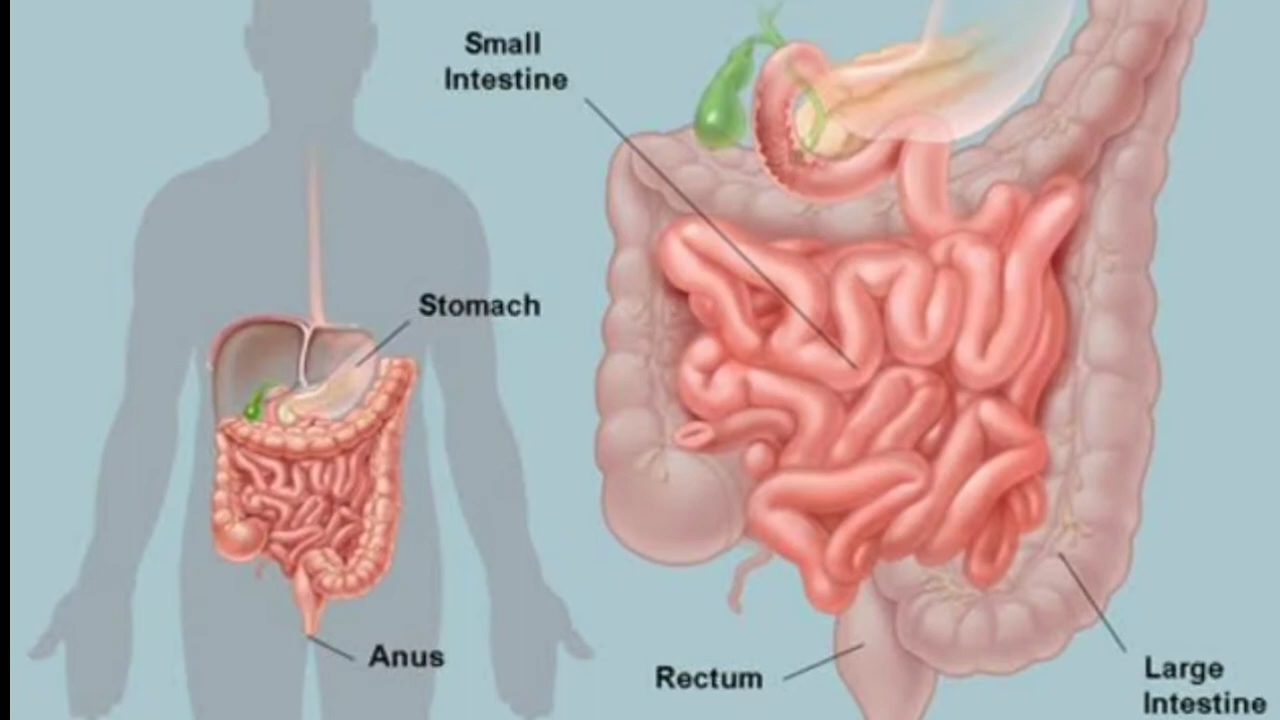 Small
Intestine
Stomach
Anus
Rectum
Large
Intestine